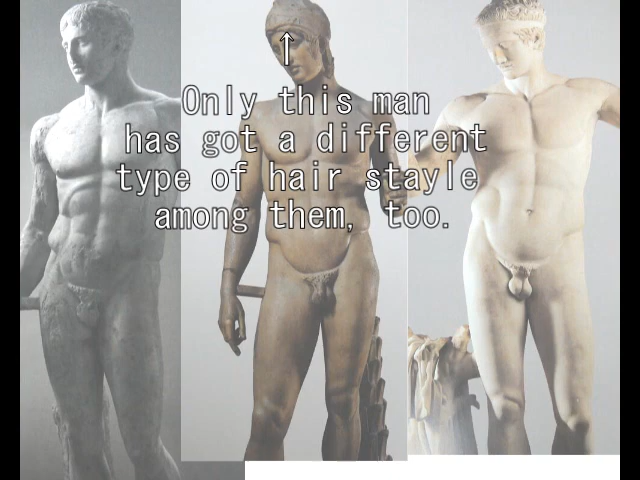 ↑
Only this man
has got a different
type of hair stayle
among them, too.